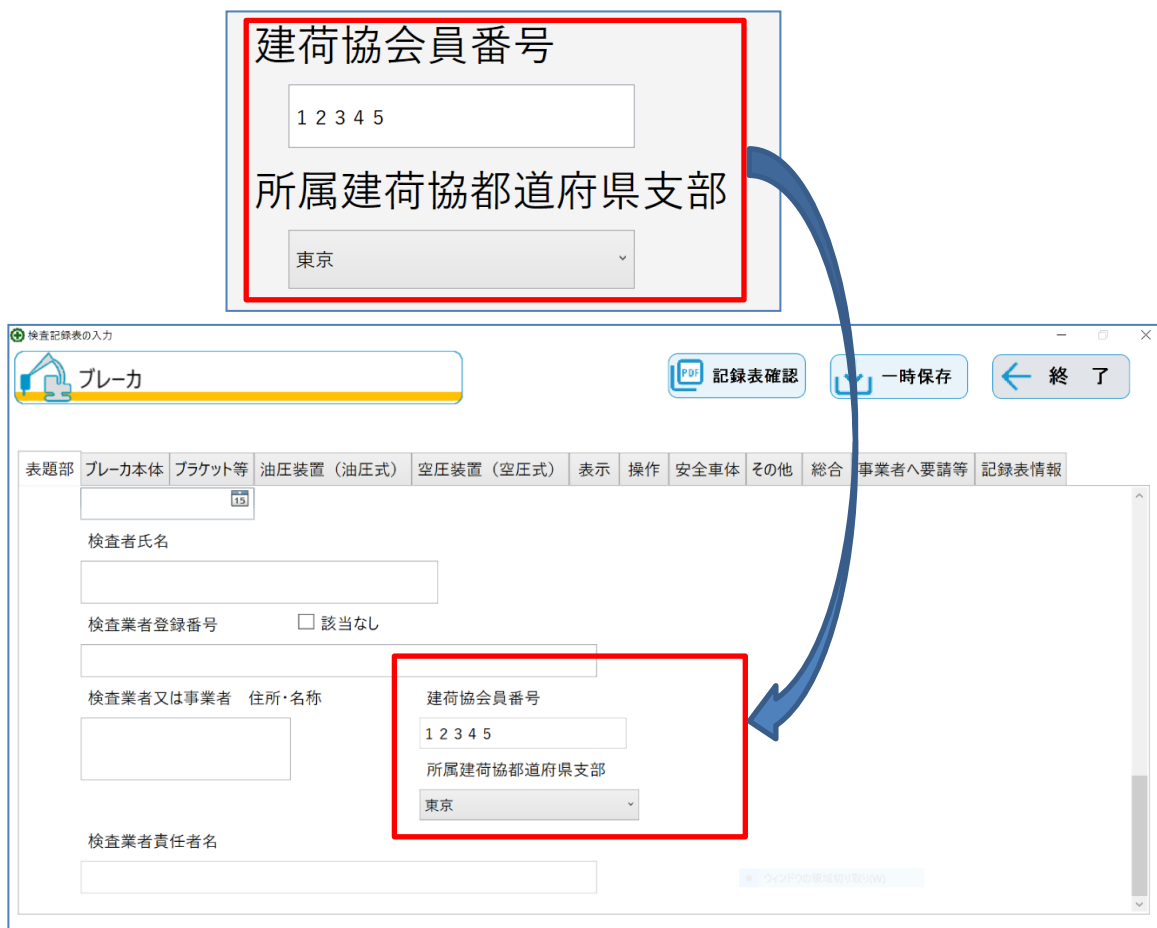 建荷協会員番号
１２３４５
所属建荷協都道府県支部
東京
検査記録表の入力
ブレーカ
PDF 記録表確認
一時保存
終 了
表題部 ブレーカ本体 ブラケット等 油圧装置（油圧式） 空圧装置（空圧式） 表示 操作 安全車体 その他 総合 事業者へ要請等 記録表情報
15
検査者氏名
検査業者登録番号 該当なし
検査業者又は事業者　住所・名称
建荷協会員番号
１２３４５
所属建荷協都道府県支部
東京
検査業者責任者名